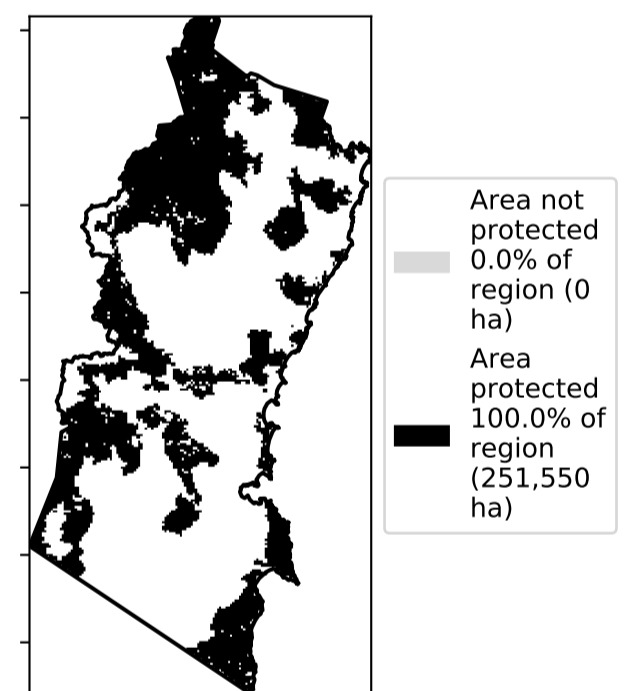 Area not
protected
0.0% of
region (0
ha)
Area
protected
100.0% of
region
(251,550
ha)